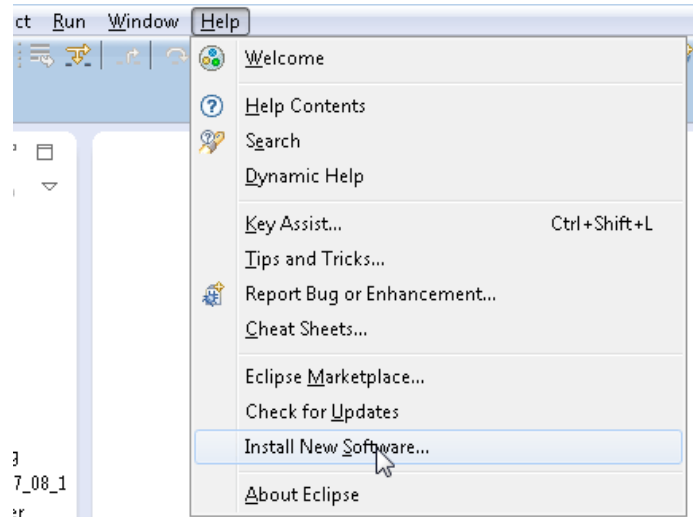 ct Run Window Help
Welcome
Help Contents
Search
Dynamic Help
Key Assist... Ctrl+Shift+L
Tips and Tricks...
Report Bug or Enhancement...
Cheat Sheets...
Eclipse Marketplace...
Check for Updates
Install New Software...
7_08_1
About Eclipse
er